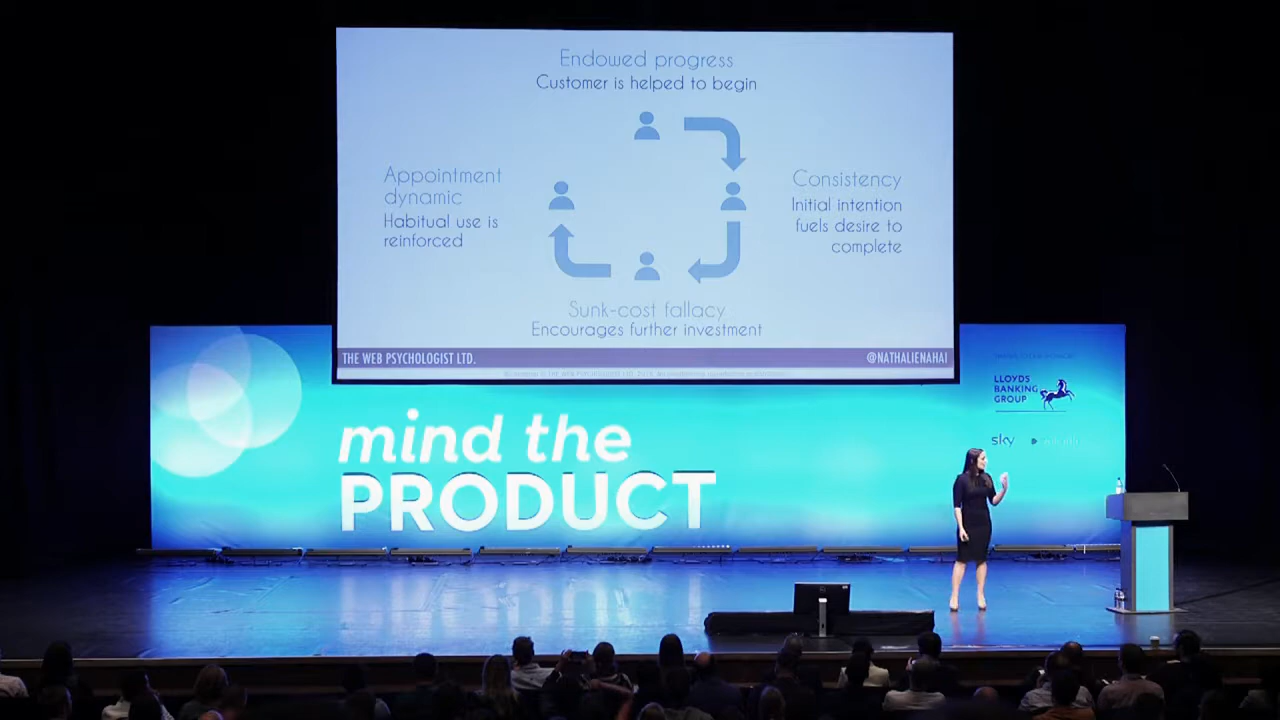 Endowed progress
Customer is helped to begin
Appointment
dynamic
Habitual use is
reinforced
Consistency
Initial intention
fuels desire to
complete
Sunk-cost fallacy
Encourages further investment
THE WEB PSYCHOLOGIST LTD.
@NATHALIENAHAI
LLOYDS
BANKING
GROUP
sky
mind the
PRODUCT